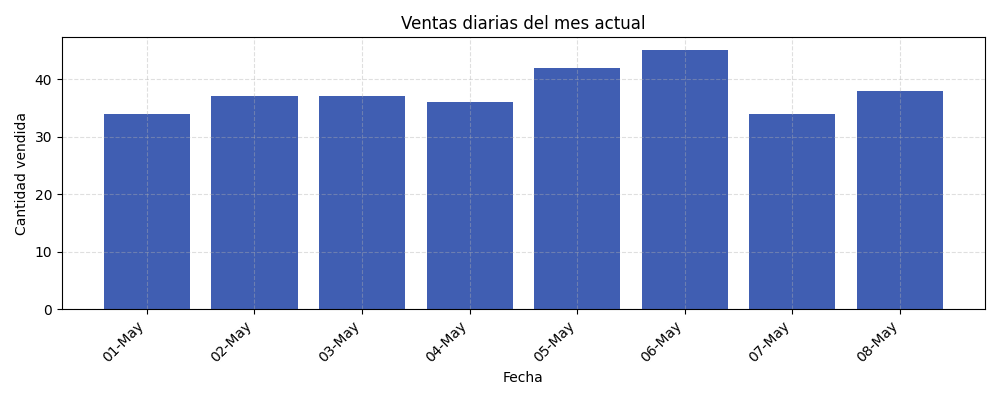 Ventas diarias del mes actual
Cantidad vendida
40
30
20
10
0
01-May
02-May
03-May
04-May
05-May
06-May
07-May
08-May
Fecha